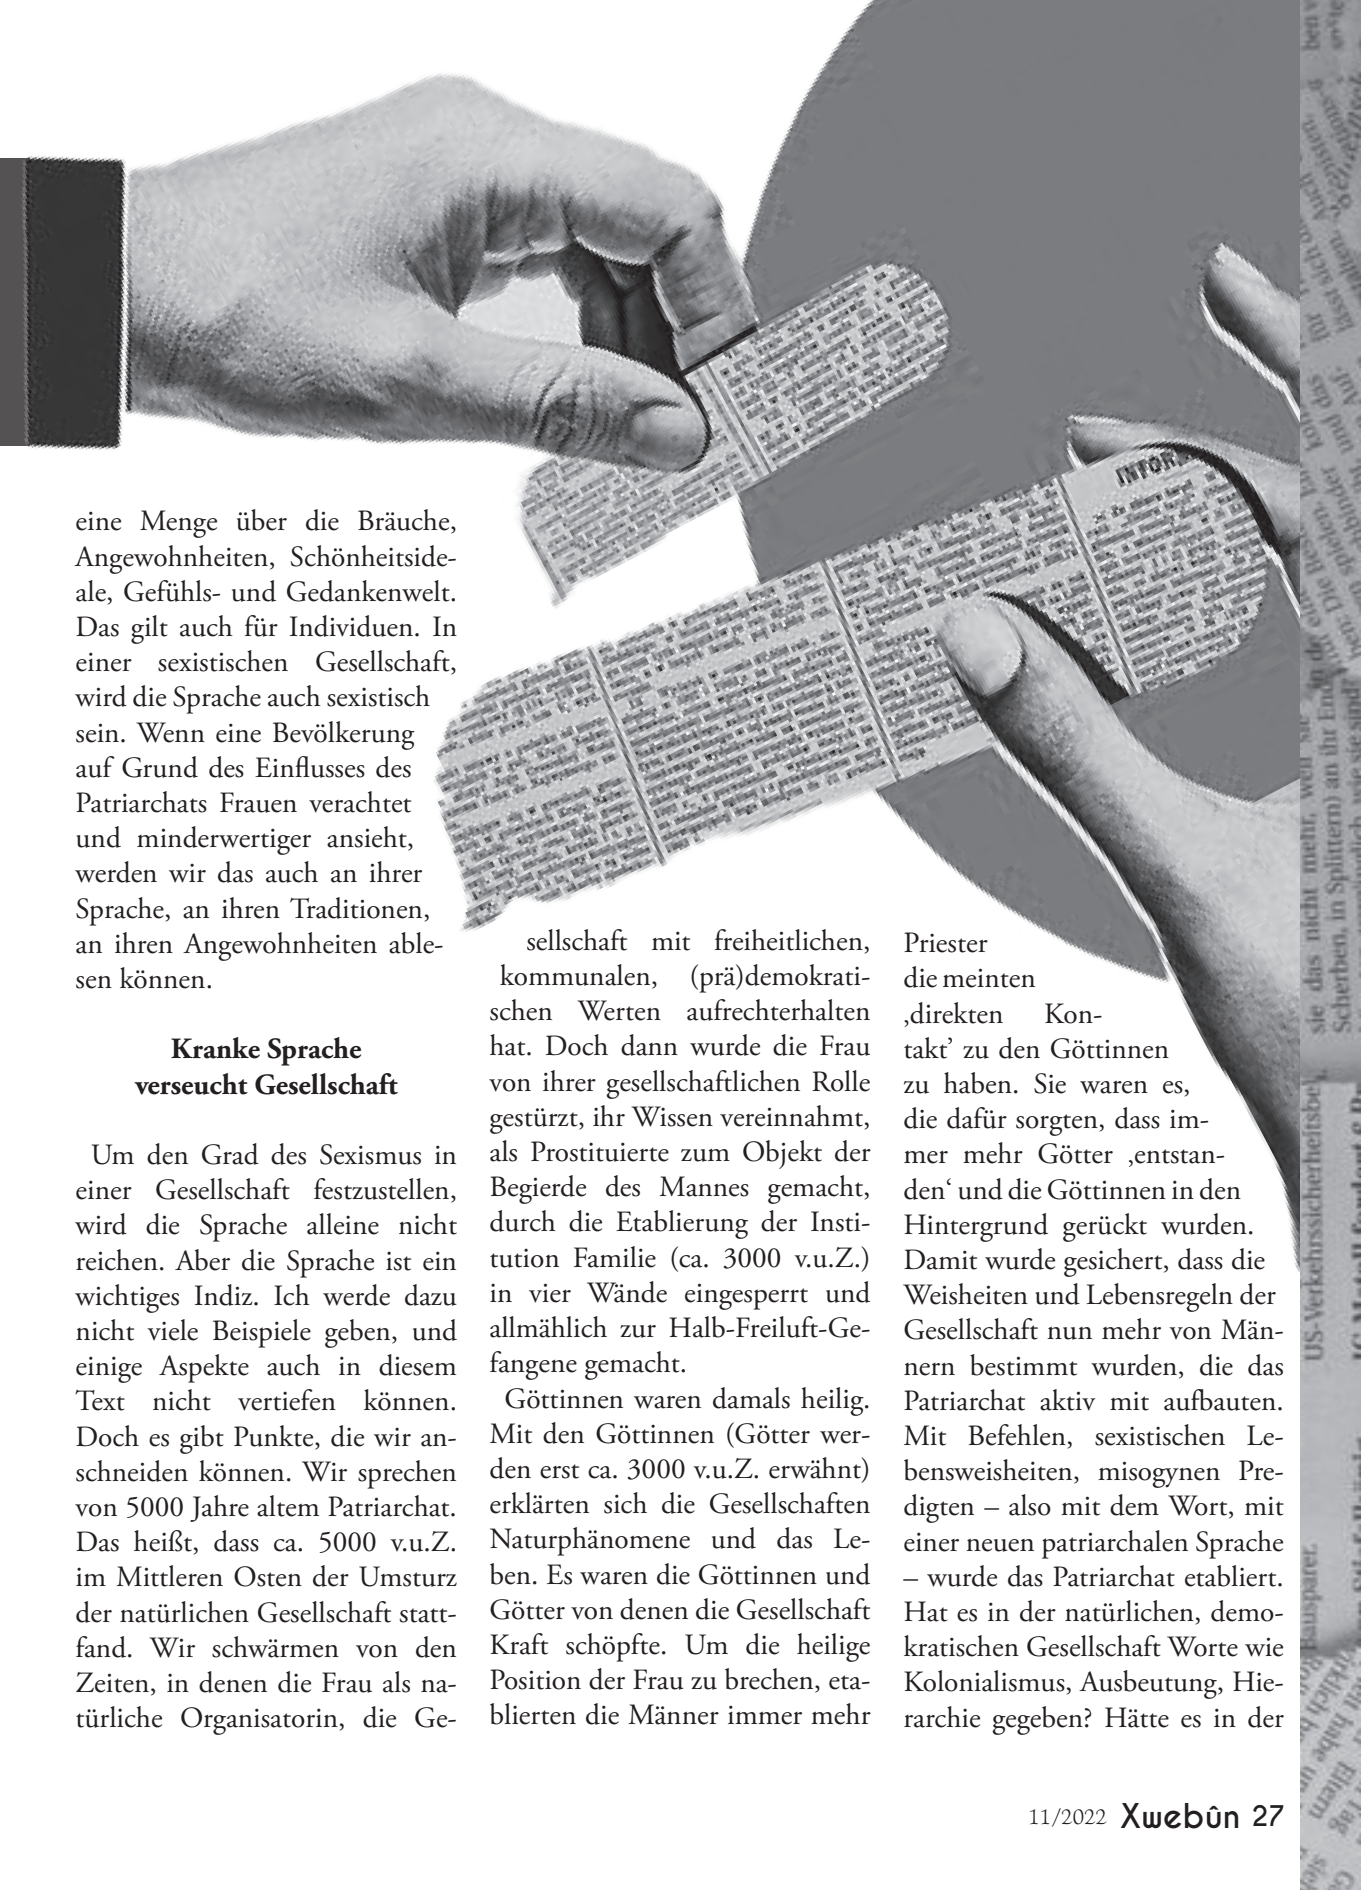 eine Menge über die Bräuche,
Angewohnheiten, Schönheitside-
ale, Gefühls- und Gedankenwelt.
Das gilt auch für Individuen. In
einer sexistischen Gesellschaft,
wird die Sprache auch sexistisch
sein. Wenn eine Bevölkerung
auf Grund des Einflusses des
Patriarchats Frauen verachtet
und minderwertiger ansieht,
werden wir das auch an ihrer
Sprache, an ihren Traditionen,
an ihren Angewohnheiten able-
sen können.
Kranke Sprache
verseucht Gesellschaft
Um den Grad des Sexismus in
einer Gesellschaft festzustellen,
wird die Sprache alleine nicht
reichen. Aber die Sprache ist ein
wichtiges Indiz. Ich werde dazu
nicht viele Beispiele geben, und
einige Aspekte auch in diesem
Text nicht vertiefen können.
Doch es gibt Punkte, die wir an-
schneiden können. Wir sprechen
von 5000 Jahre altem Patriarchat.
Das heißt, dass ca. 5000 v.u.Z.
im Mittleren Osten der Umsturz
der natürlichen Gesellschaft statt-
fand. Wir schwärmen von den
Zeiten, in denen die Frau als na-
türliche Organisatorin, die Ge-
sellschaft mit freiheitlichen,
kommunalen, (prä)demokrati-
schen Werten aufrechterhalten
hat. Doch dann wurde die Frau
von ihrer gesellschaftlichen Rolle
gestürzt, ihr Wissen vereinnahmt,
als Prostituierte zum Objekt der
Begierde des Mannes gemacht,
durch die Etablierung der Insti-
tution Familie (ca. 3000 v.u.Z.)
in vier Wände eingesperrt und
allmählich zur Halb-Freiluft-Ge-
fangene gemacht.
Göttinnen waren damals heilig.
Mit den Göttinnen (Götter wer-
den erst ca. 3000 v.u.Z. erwähnt)
erklärten sich die Gesellschaften
Naturphänomene und das Le-
ben. Es waren die Göttinnen und
Götter von denen die Gesellschaft
Kraft schöpfte. Um die heilige
Position der Frau zu brechen, eta-
blierten die Männer immer mehr
Priester
die meinten
‚direkten Kon-
takt’ zu den Göttinnen
zu haben. Sie waren es,
die dafür sorgten, dass im-
mer mehr Götter ‚entstan-
den‘ und die Göttinnen in den
Hintergrund gerückt wurden.
Damit wurde gesichert, dass die
Weisheiten und Lebensregeln der
Gesellschaft nun mehr von Män-
nern bestimmt wurden, die das
Patriarchat aktiv mit aufbauten.
Mit Befehlen, sexistischen Le-
bensweisheiten, misogynen Pre-
digten – also mit dem Wort, mit
einer neuen patriarchalen Sprache
– wurde das Patriarchat etabliert.
Hat es in der natürlichen, demo-
kratischen Gesellschaft Worte wie
Kolonialismus, Ausbeutung, Hie-
rarchie gegeben? Hätte es in der
11/2022 Xwebûn 27
INFOR
sie das nicht mehr, weil sie
Scherben, in Splittern) an ihr Ende
US-Verkehrssicherheitsbe
Bausparer.